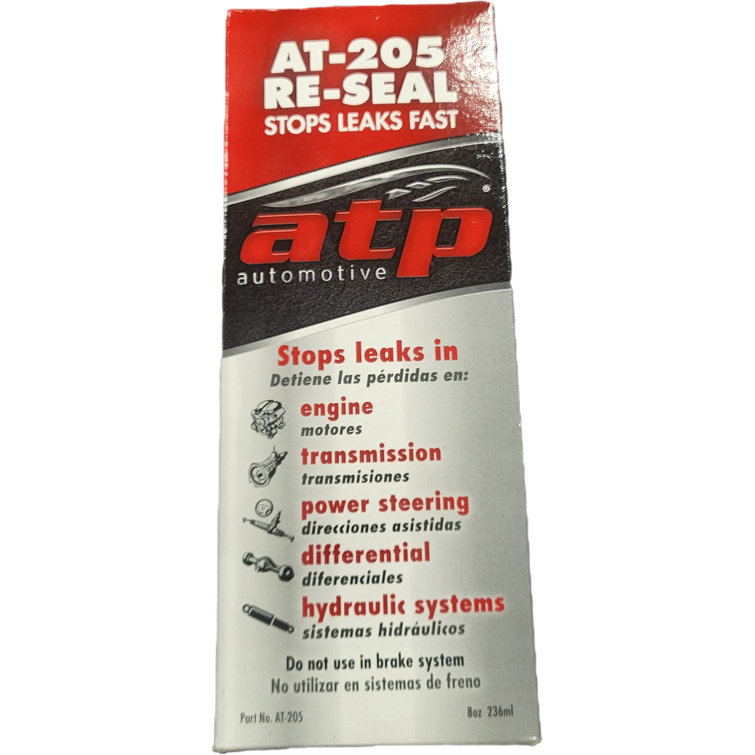 AT-205
RE-SEAL
STOPS LEAKS FAST
atp®
automotive
Stops leaks in
Detiene las pérdidas en:
engine
motores
transmission
transmisiones
power steering
direcciones asistidas
differential
diferenciales
hydraulic systems
sistemas hidráulicos
Do not use in brake system
No utilizar en sistemas de freno
Part No. AT-205 8oz 236ml